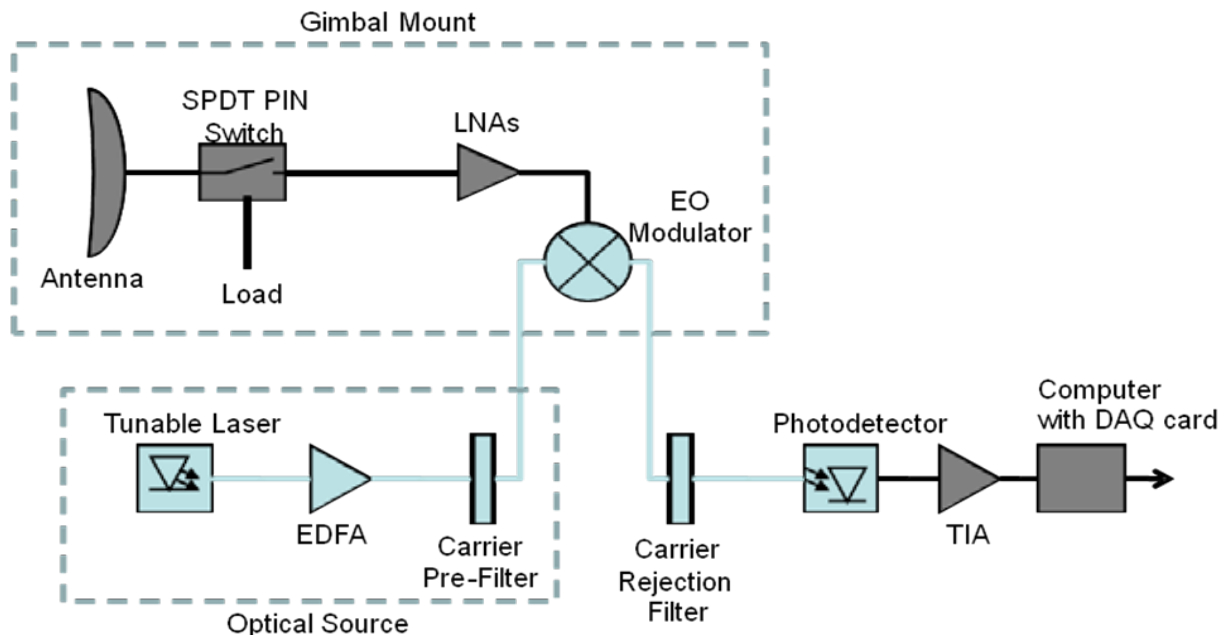 Gimbal Mount
SPDT PIN
Switch
LNAs
EO
Modulator
Antenna
Load
Tunable Laser
EDFA
Carrier
Pre-Filter
Optical Source
Carrier
Rejection
Filter
Photodetector
TIA
Computer
with DAQ card